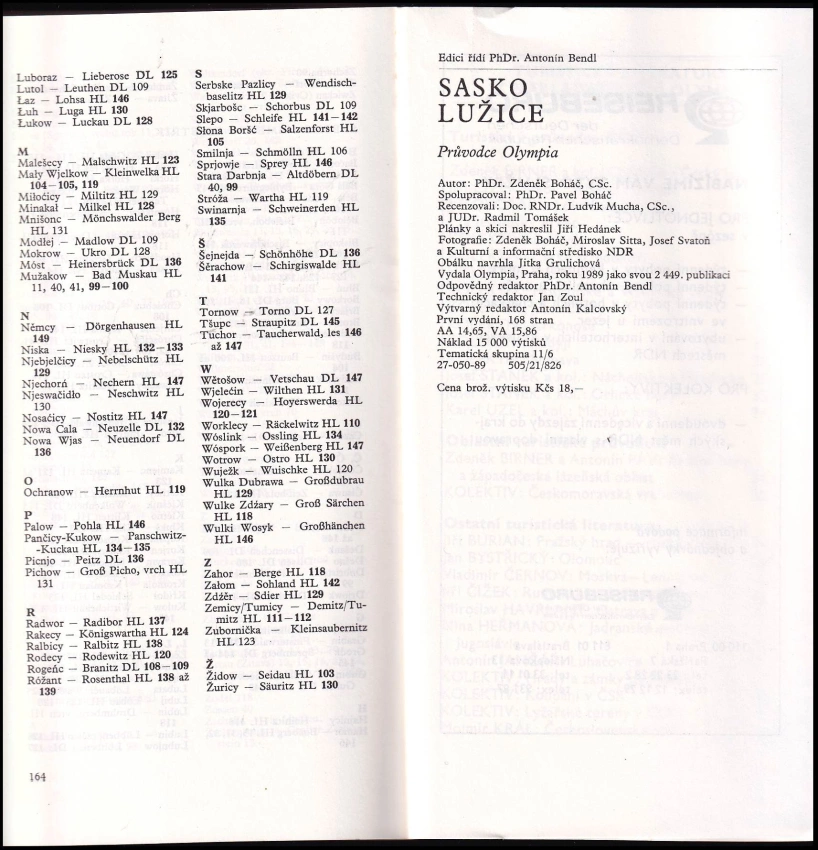 Luboraz — Lieberose DL 125
Lutol — Leuthen DL 109
Łaz — Lohsa HL 146
Łuh — Luga HL 130
Łukow — Luckau DL 128
M
Malešecy — Malschwitz HL 123
Mały Wjelkow — Kleinwelka HL
104—105, 119
Miłoćicy — Miltitz HL 129
Minakał — Milkel HL 128
Mnišonc — Mönchswalder Berg
HL 131
Modłej — Madlow DL 109
Mokrow — Ukro DL 128
Móst — Heinersbrück DL 136
Mužakow — Bad Muskau HL
11, 40, 41, 99—100
N
Němcy — Dörgenhausen HL
149
Niska — Niesky HL 132—133
Njebjelčicy — Nebelschütz HL
129
Njechorń — Nechern HL 147
Njeswačidło — Neschwitz HL
130
Nosaćicy — Nostitz HL 147
Nowa Cala — Neuzelle DL 132
Nowa Wjas — Neuendorf DL
136
O
Ochranow — Herrnhut HL 119
P
Palow — Pohla HL 146
Pančicy-Kukow — Panschwitz-
-Kuckau HL 134—135
Picnjo — Peitz DL 136
Pichow — Groß Picho, vrch HL
131
R
Radwor — Radibor HL 137
Rakecy — Königswartha HL 124
Ralbicy — Ralbitz HL 138
Rodecy — Rodewitz HL 120
Rogeńc — Branitz DL 108—109
Róžant — Rosenthal HL 138 až
139
164
S
Serbske Pazlicy — Wendisch-
baselitz HL 129
Skjarbošc — Schorbus DL 109
Slepo — Schleife HL 141—142
Słona Boršć — Salzenforst HL
105
Smilnja — Schmölln HL 106
Sprjowje — Sprey HL 146
Stara Darbnja — Altdöbern DL
40, 99
Stróža — Wartha HL 119
Swinarnja — Schweinerden HL
135
Š
Šejnejda — Schönhöhe DL 136
Šěrachow — Schirgiswalde HL
141
T
Tornow — Torno DL 127
Tšupc — Straupitz DL 145
Tuchoŕ — Taucherwald, les 146
až 147
W
Wětošow — Vetschau DL 147
Wjelećin — Wilthen HL 131
Wojerecy — Hoyerswerda HL
120—121
Worklecy — Räckelwitz HL 110
Wóslink — Ossling HL 134
Wóspork — Weißenberg HL 147
Wotrow — Ostro HL 130
Wuježk — Wuischke HL 120
Wulka Dubrawa — Großdubrau
HL 129
Wulke Zdźary — Groß Särchen
HL 118
Wulki Wosyk — Großhänchen
HL 146
Z
Zahor — Berge HL 118
Załom — Sohland HL 142
Zdźěr — Sdier HL 129
Zemicy/Tumicy — Demitz/Tu-
mitz HL 111—112
Zubornička — Kleinsaubernitz
HL 123
Ž
Židow — Seidau HL 103
Žuricy — Säuritz HL 130
Edici řídí PhDr. Antonín Bendl
SASKO
LUŽICE
Průvodce Olympia
Autor: PhDr. Zdeněk Boháč, CSc.
Spolupracoval: PhDr. Pavel Boháč
Recenzovali: Doc. RNDr. Ludvík Mucha, CSc.,
a JUDr. Radmil Tomášek
Plánky a skici nakreslil Jiří Hedánek
Fotografie: Zdeněk Boháč, Miroslav Sitta, Josef Svatoň
a Kulturní a informační středisko NDR
Obálku navrhla Jitka Grulichová
Vydala Olympia, Praha, roku 1989 jako svou 2 449. publikaci
Odpovědný redaktor PhDr. Antonín Bendl
Technický redaktor Jan Zoul
Výtvarný redaktor Antonín Kalcovský
První vydání, 168 stran
AA 14,65, VA 15,86
Náklad 15 000 výtisků
Tematická skupina 11/6
27-050-89 505/21/826
Cena brož. výtisku Kčs 18,—